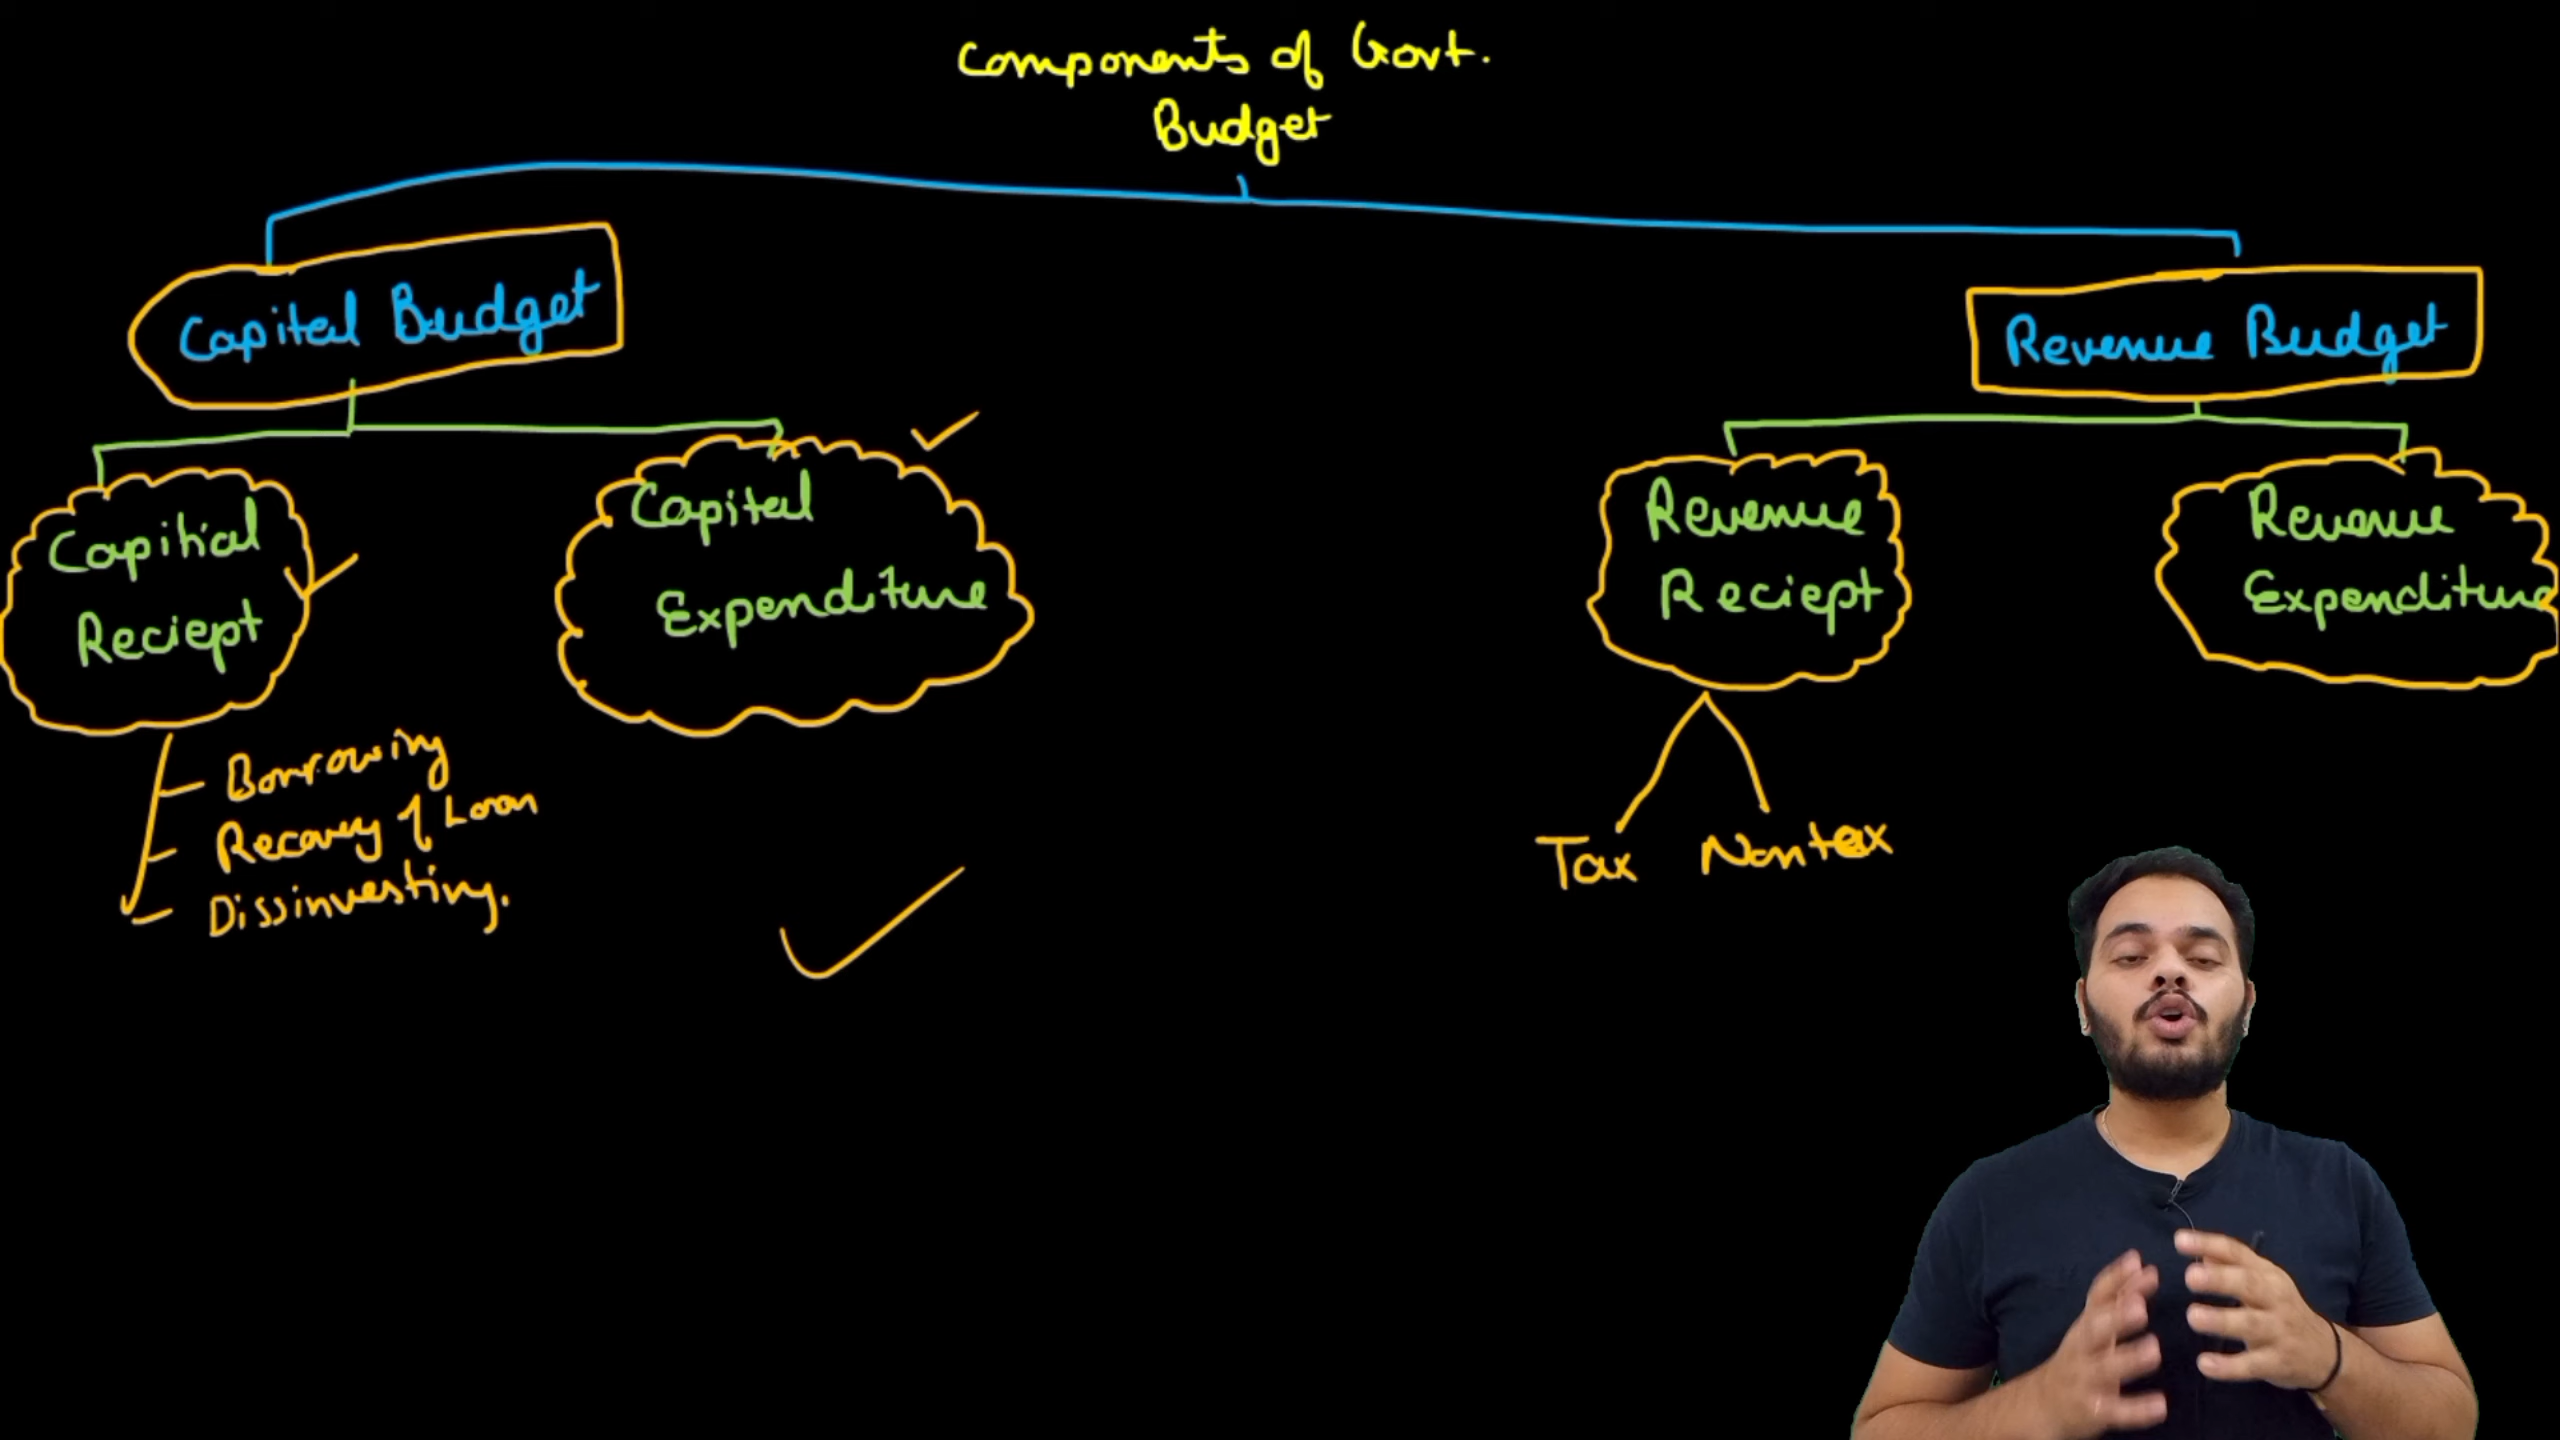 Components of Govt.
Budget
Capital Budget
Revenue Budget
Capitial
Reciept
Capital
Expenditure
Revenue
Reciept
Revenue
Expenditure
Borrowing
Recovery of Loan
Dissinvesting.
Tax
Nontax